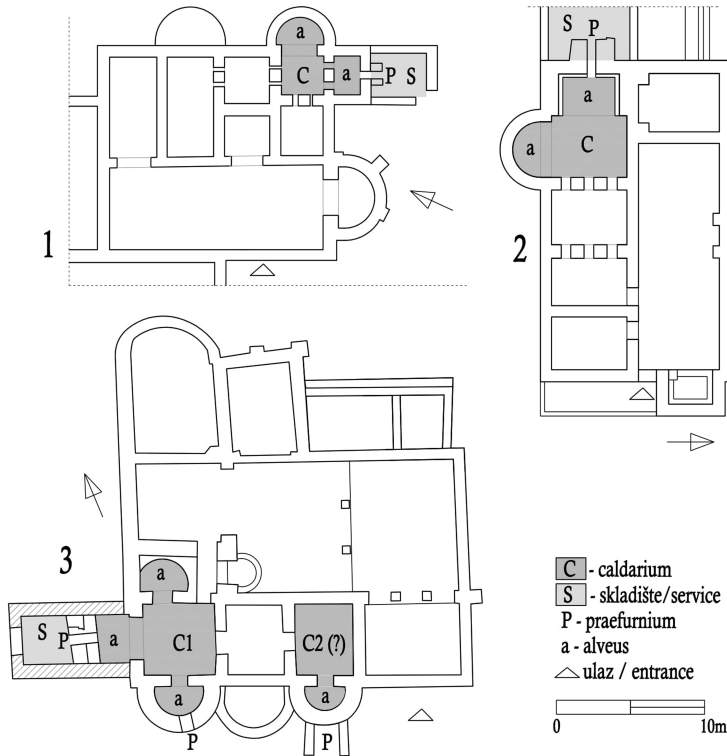 a
C
a
P S
1
S P
a
a
C
2
3
a
S
P
a
C1
C2 (?)
a
a
P
P
C - caldarium
S - skladište/service
P - praefurnium
a - alveus
ulaz / entrance
0 10m